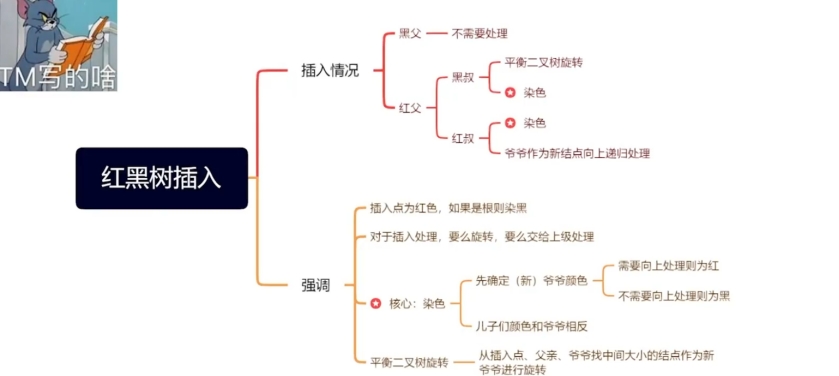 TM写的啥
红黑树插入
插入情况
黑父
不需要处理
红父
黑叔
平衡二叉树旋转
染色
红叔
染色
爷爷作为新结点向上递归处理
强调
插入点为红色，如果是根则染黑
对于插入处理，要么旋转，要么交给上级处理
核心：染色
先确定（新）爷爷颜色
需要向上处理则为红
不需要向上处理则为黑
儿子们颜色和爷爷相反
平衡二叉树旋转
从插入点、父亲、爷爷找中间大小的结点作为新
爷爷进行旋转